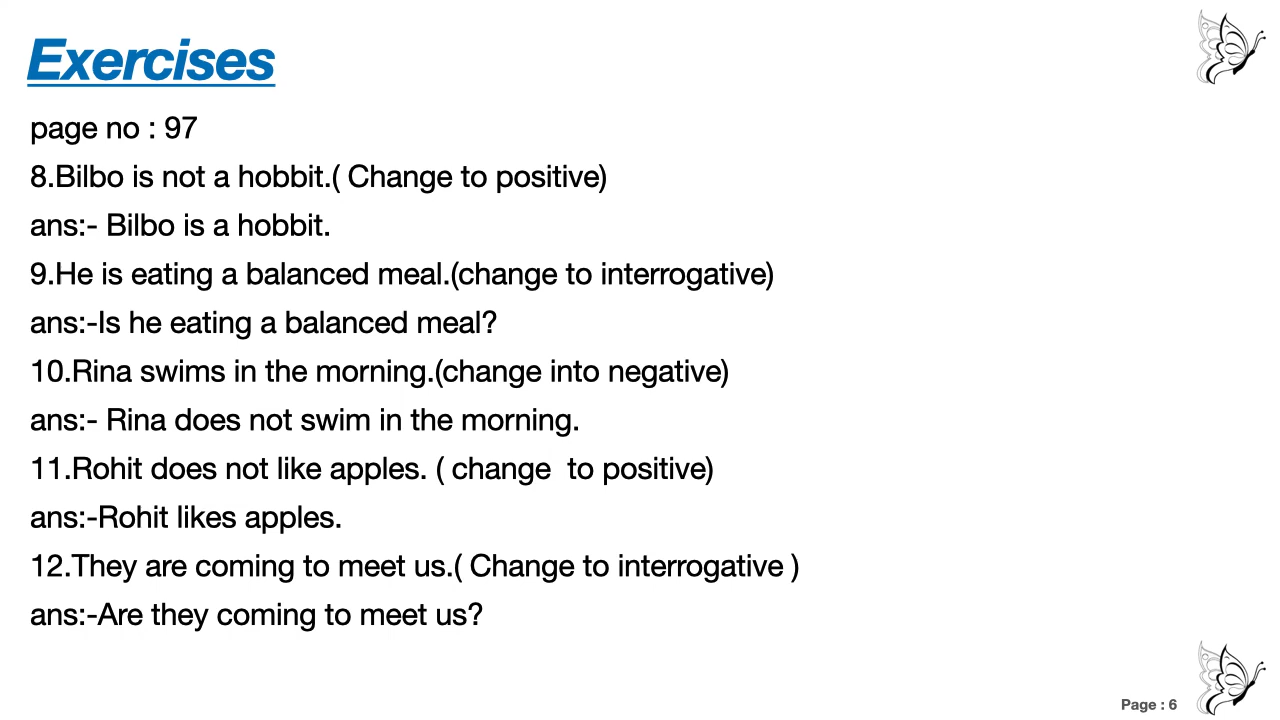 Exercises
page no : 97
8.Bilbo is not a hobbit.( Change to positive)
ans:- Bilbo is a hobbit.
9.He is eating a balanced meal.(change to interrogative)
ans:-Is he eating a balanced meal?
10.Rina swims in the morning.(change into negative)
ans:- Rina does not swim in the morning.
11.Rohit does not like apples. ( change  to positive)
ans:-Rohit likes apples.
12.They are coming to meet us.( Change to interrogative )
ans:-Are they coming to meet us?
Page : 6